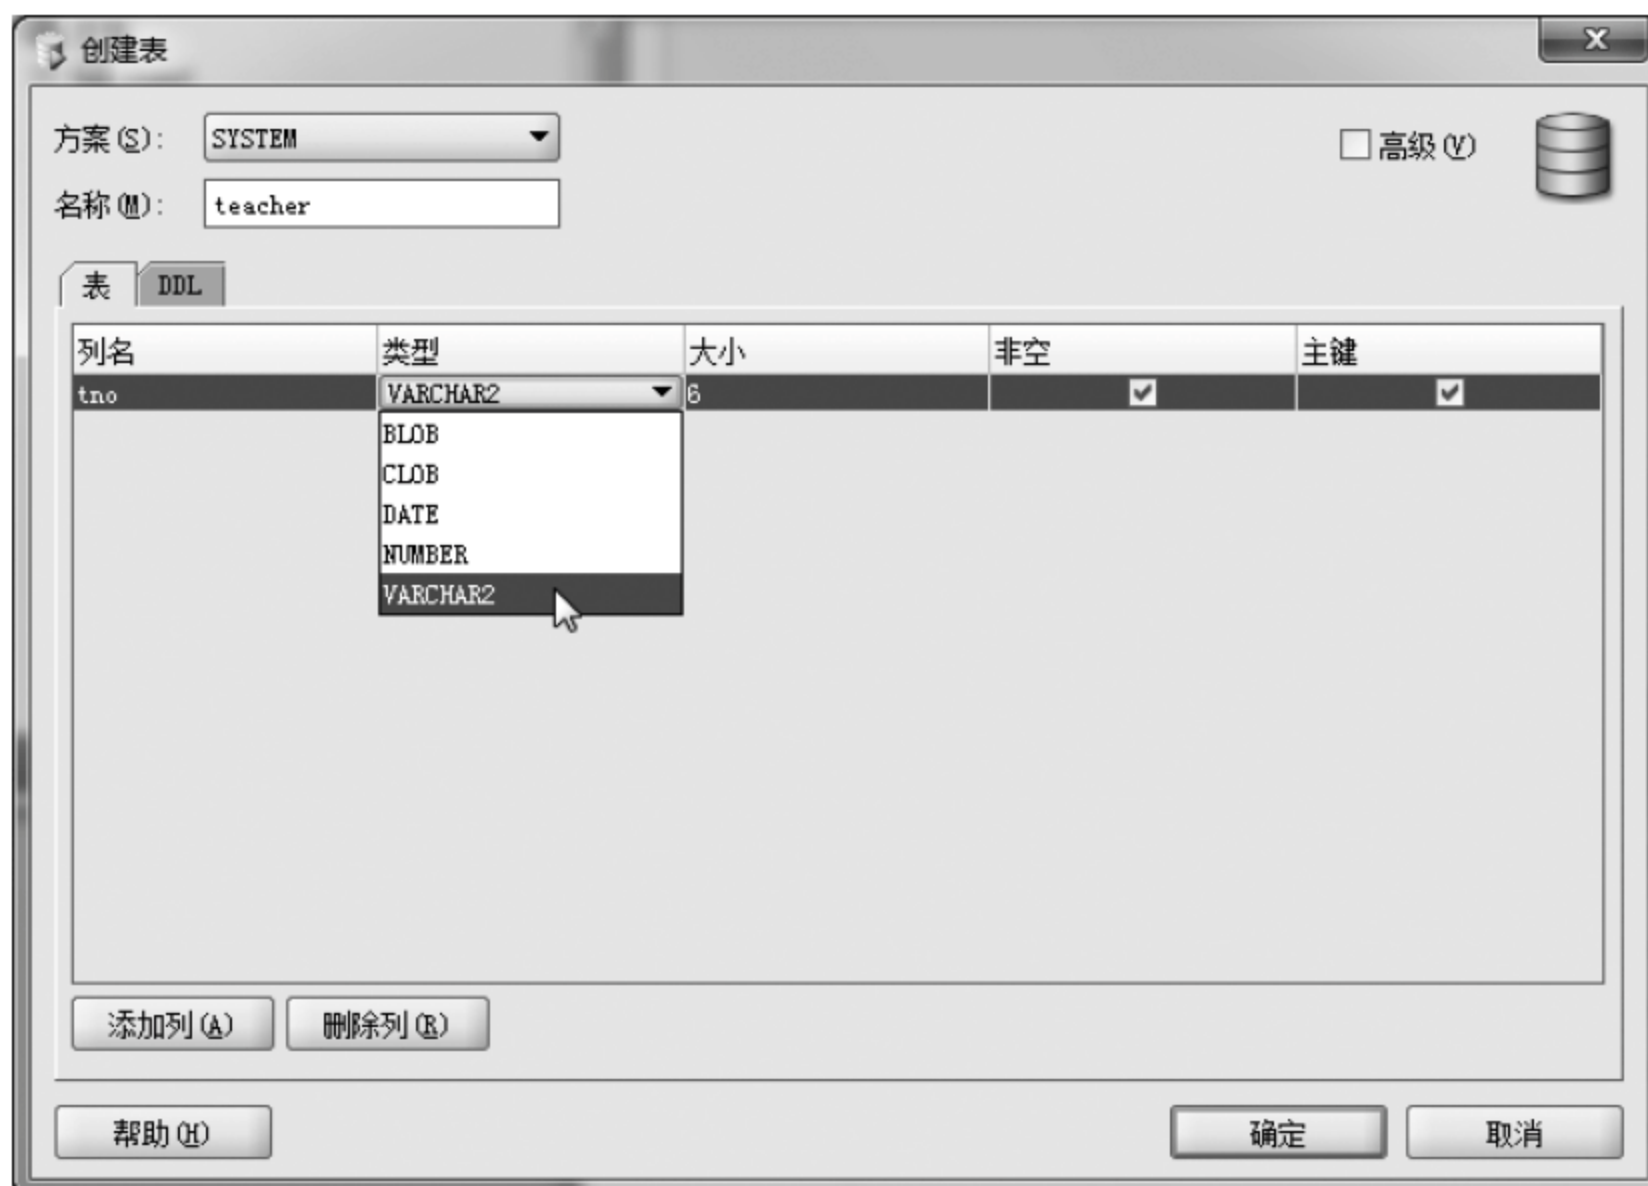 创建表
方案(S): SYSTEM
高级(V)
名称(M): teacher
表 DDL
列名 类型 大小 非空 主键
tno VARCHAR2 6
BLOB
CLOB
DATE
NUMBER
VARCHAR2
添加列(A) 删除列(R)
帮助(H) 确定 取消